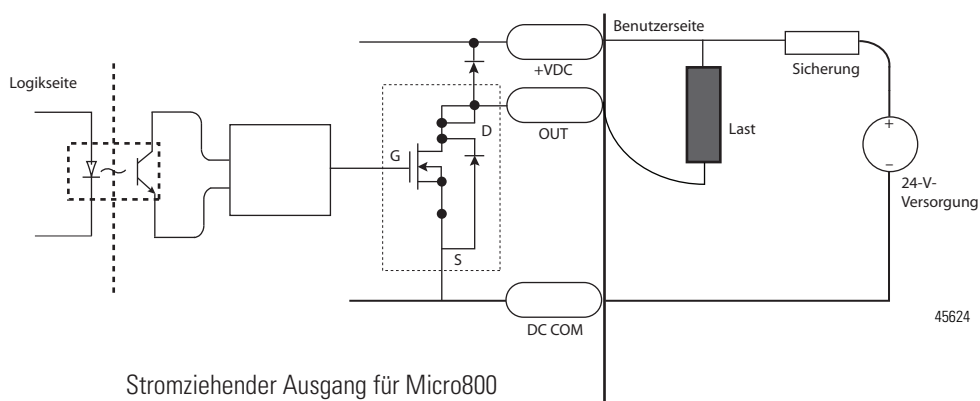 Benutzerseite
+VDC
Sicherung
Logikseite
D
OUT
Last
+
G
–
24-V-
Versorgung
S
DC COM
45624
Stromziehender Ausgang für Micro800